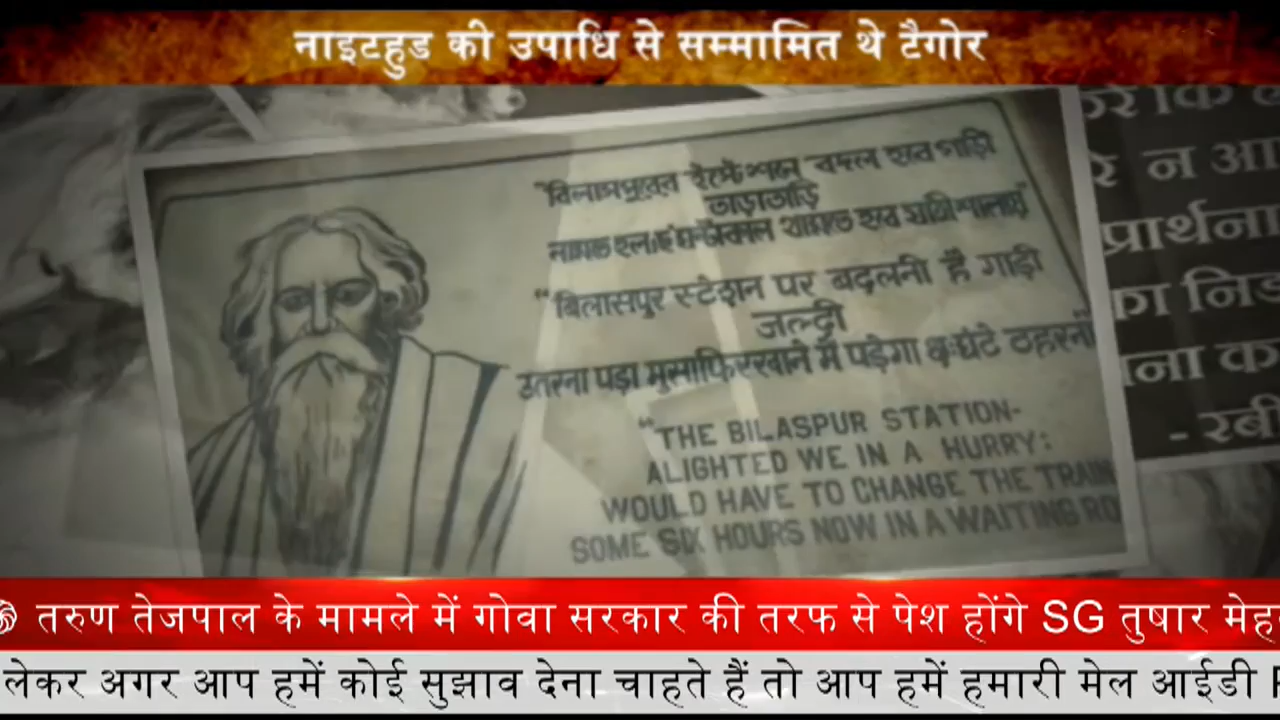 नाइटहुड की उपाधि से सम्मामित थे टैगोर
गाड़ी
ताड़ाताड़ि
"बिलासपुर स्टेशन पर बदलनी है गाड़ी
जल्दी
उतरना पड़ा मुसाफिरखाने में पड़ेगा छःघंटे ठहरना"
"THE BILASPUR STATION-
ALIGHTED WE IN A HURRY:
WOULD HAVE TO CHANGE THE TRAIN
SOME SIX HOURS NOW IN A WAITING RO
न आ
प्रार्थना
- रबी
तरुण तेजपाल के मामले में गोवा सरकार की तरफ से पेश होंगे SG तुषार मेह
लेकर अगर आप हमें कोई सुझाव देना चाहते हैं तो आप हमें हमारी मेल आईडी